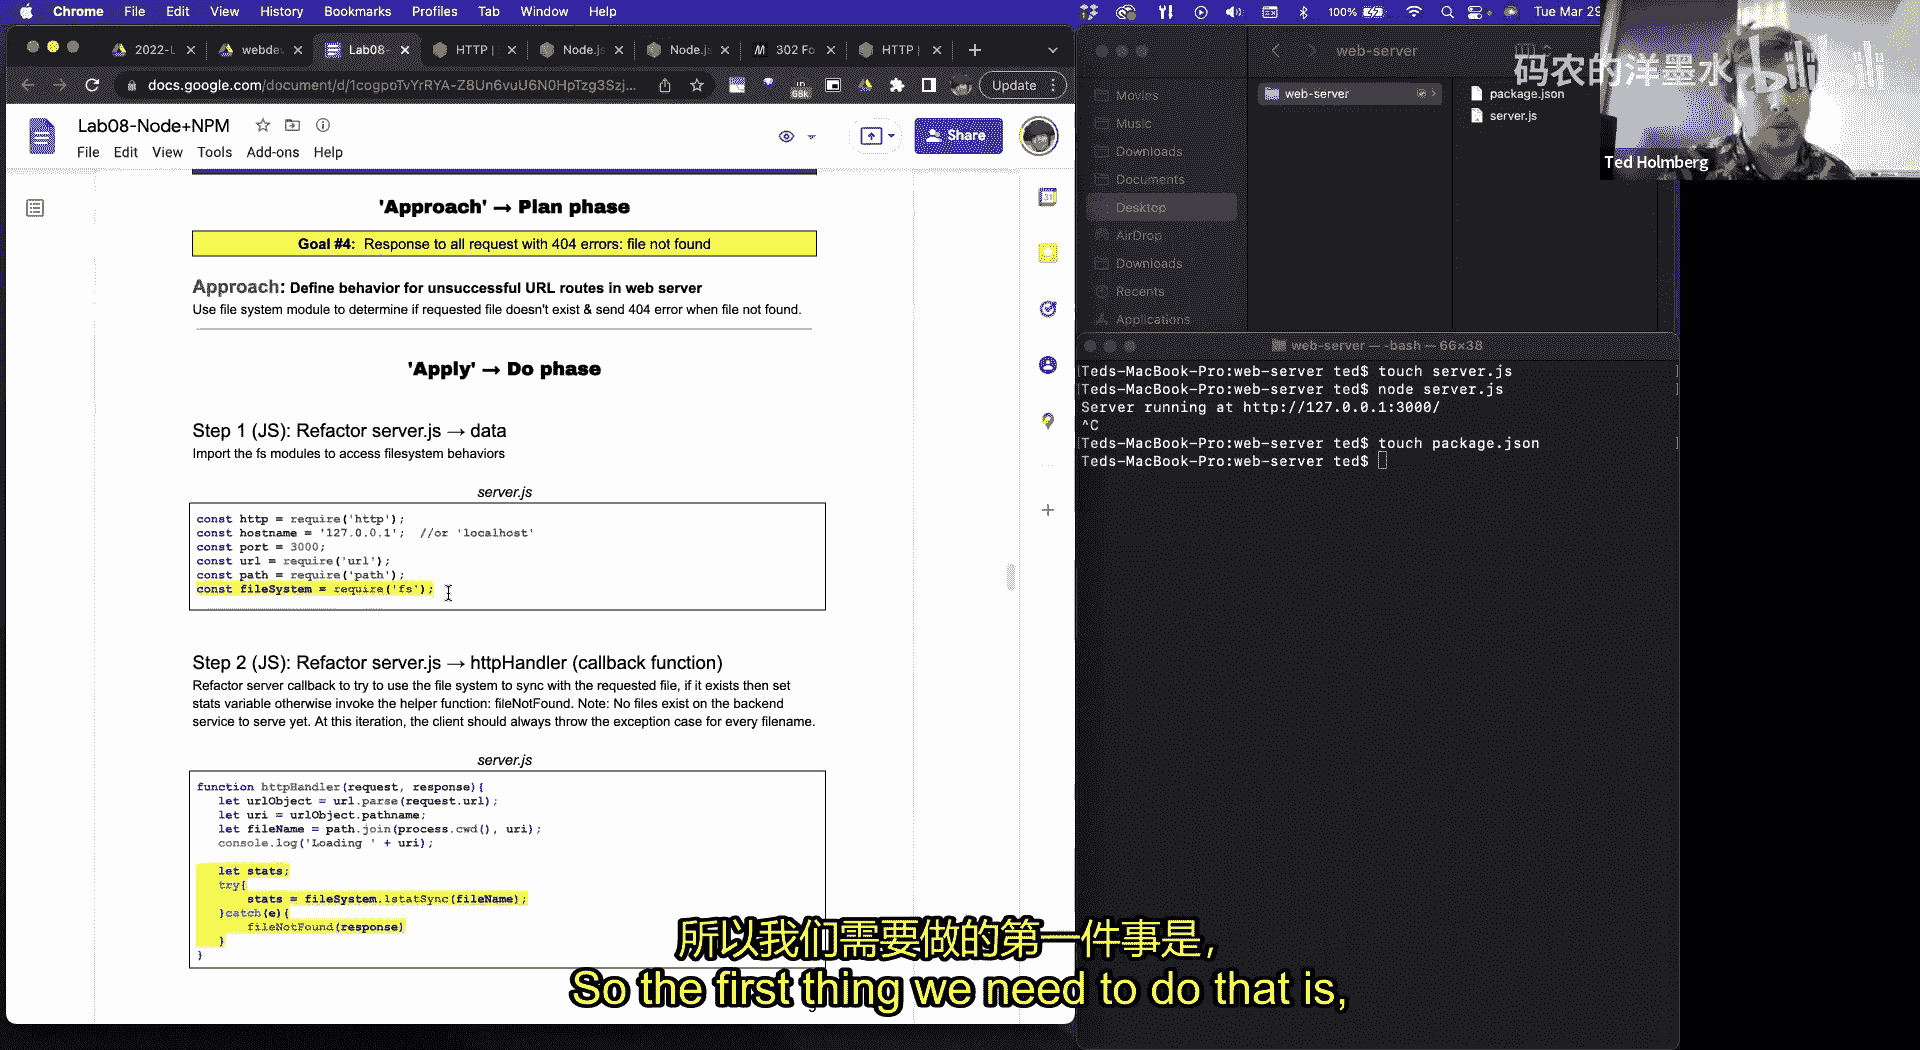 Chrome File Edit View History Bookmarks Profiles Tab Window Help
100% Tue Mar 29
2022-L webdev Lab08- HTTP | Node.js Node.js 302 Fo HTTP |
docs.google.com/document/d/1cogpoTvYrRYA-Z8Un6vuU6N0HpTzg3Szj...
68k
Update
Lab08-Node+NPM
File Edit View Tools Add-ons Help
Share
'Approach' → Plan phase
Goal #4: Response to all request with 404 errors: file not found
Approach: Define behavior for unsuccessful URL routes in web server
Use file system module to determine if requested file doesn't exist & send 404 error when file not found.
'Apply' → Do phase
Step 1 (JS): Refactor server.js → data
Import the fs modules to access filesystem behaviors
server.js
const http = require('http');
const hostname = '127.0.0.1'; //or 'localhost'
const port = 3000;
const url = require('url');
const path = require('path');
const fileSystem = require('fs');
Step 2 (JS): Refactor server.js → httpHandler (callback function)
Refactor server callback to try to use the file system to sync with the requested file, if it exists then set
stats variable otherwise invoke the helper function: fileNotFound. Note: No files exist on the backend
service to serve yet. At this iteration, the client should always throw the exception case for every filename.
server.js
function httpHandler(request, response){
let urlObject = url.parse(request.url);
let uri = urlObject.pathname;
let fileName = path.join(process.cwd(), uri);
console.log('Loading ' + uri);
let stats;
try{
stats = fileSystem.lstatSync(fileName);
}catch(e){
fileNotFound(response)
}
}
31
web-server
Movies
Music
Downloads
Documents
Desktop
AirDrop
Downloads
Recents
Applications
web-server
package.json
server.js
码农的洋墨水 bilibili
Ted Holmberg
web-server — -bash — 66×38
[Teds-MacBook-Pro:web-server ted$ touch server.js ]
[Teds-MacBook-Pro:web-server ted$ node server.js ]
Server running at http://127.0.0.1:3000/
^C
[Teds-MacBook-Pro:web-server ted$ touch package.json ]
Teds-MacBook-Pro:web-server ted$
所以我们需要做的第一件事是，
So the first thing we need to do that is,